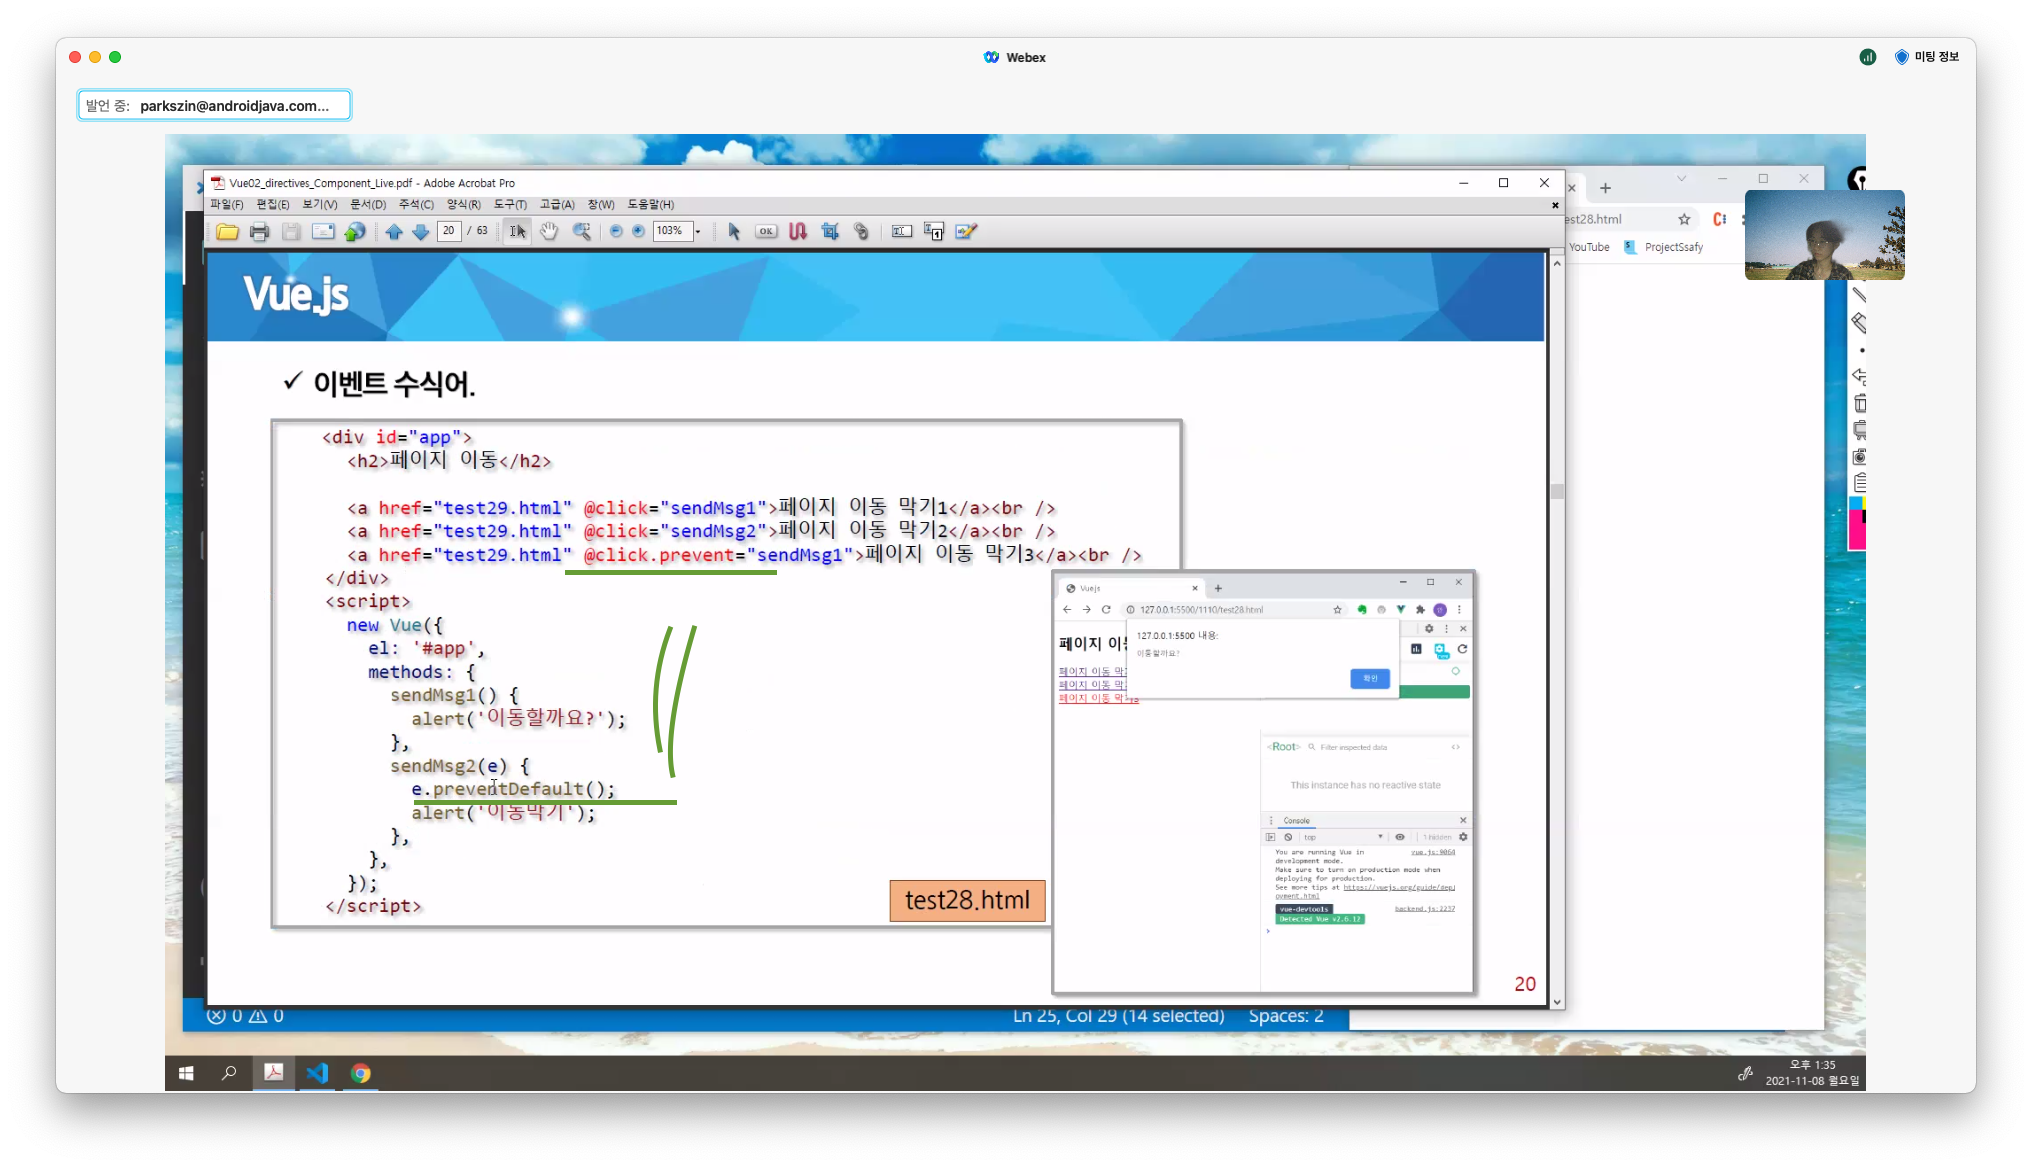 Webex
미팅 정보
발언 중: parkszin@androidjava.com...
Vue02_directives_Component_Live.pdf - Adobe Acrobat Pro
파일(F) 편집(E) 보기(V) 문서(D) 주석(C) 양식(R) 도구(T) 고급(A) 창(W) 도움말(H)
20 / 63
103%
est28.html
YouTube ProjectSsafy
Vue.js
✓ 이벤트 수식어.
<div id="app">
<h2>페이지 이동</h2>
<a href="test29.html" @click="sendMsg1">페이지 이동 막기1</a><br />
<a href="test29.html" @click="sendMsg2">페이지 이동 막기2</a><br />
<a href="test29.html" @click.prevent="sendMsg1">페이지 이동 막기3</a><br />
</div>
<script>
new Vue({
el: '#app',
methods: {
sendMsg1() {
alert('이동할까요?');
},
sendMsg2(e) {
e.preventDefault();
alert('이동막기');
},
},
});
</script>
test28.html
Vuejs
127.0.0.1:5500/1110/test28.html
127.0.0.1:5500 내용:
이동할까요?
확인
페이지 이동
페이지 이동 막
페이지 이동 막
페이지 이동 막기3
<Root> Filter inspected data
This instance has no reactive state
Console
top
1 hidden
You are running Vue in vue.js:9064
development mode.
Make sure to turn on production mode when
deploying for production.
See more tips at https://vuejs.org/guide/depl
oyment.html
vue-devtools backend.js:2237
Detected Vue v2.6.12
20
0 0
Ln 25, Col 29 (14 selected) Spaces: 2
오후 1:35
2021-11-08 월요일